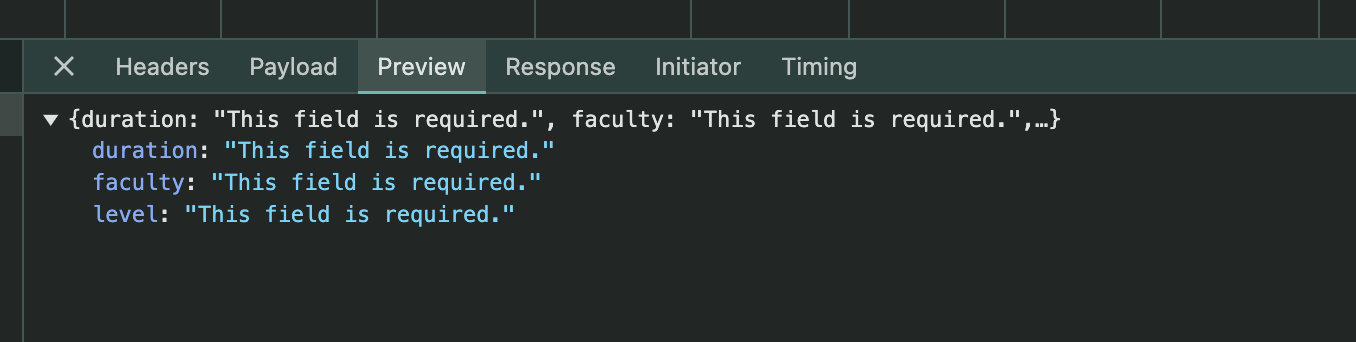 Headers Payload Preview Response Initiator Timing
▼ {duration: "This field is required.", faculty: "This field is required.",…}
duration: "This field is required."
faculty: "This field is required."
level: "This field is required."